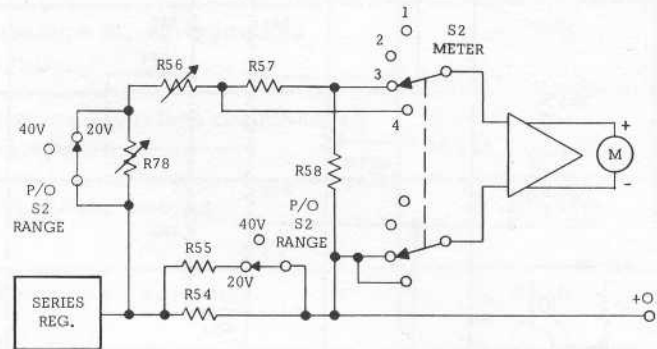 1
S2
METER
2
R56
R57
3
40V
20V
4
+
M
-
R78
R58
P/O
S2
RANGE
P/O
S2
RANGE
40V
R55
20V
R54
SERIES
REG.
+